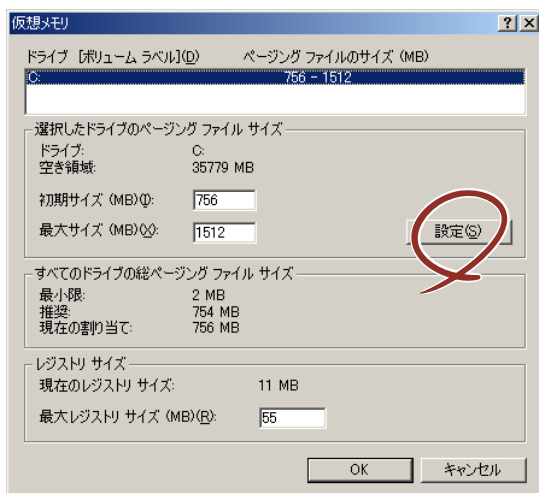 仮想メモリ
ドライブ [ボリューム ラベル](D) ページング ファイルのサイズ (MB)
C: 756 - 1512
選択したドライブのページング ファイル サイズ
ドライブ: C:
空き領域: 35779 MB
初期サイズ (MB)(I): 756
最大サイズ (MB)(X): 1512
設定(S)
すべてのドライブの総ページング ファイル サイズ
最小限: 2 MB
推奨: 754 MB
現在の割り当て: 756 MB
レジストリ サイズ
現在のレジストリ サイズ: 11 MB
最大レジストリ サイズ (MB)(R): 55
OK キャンセル